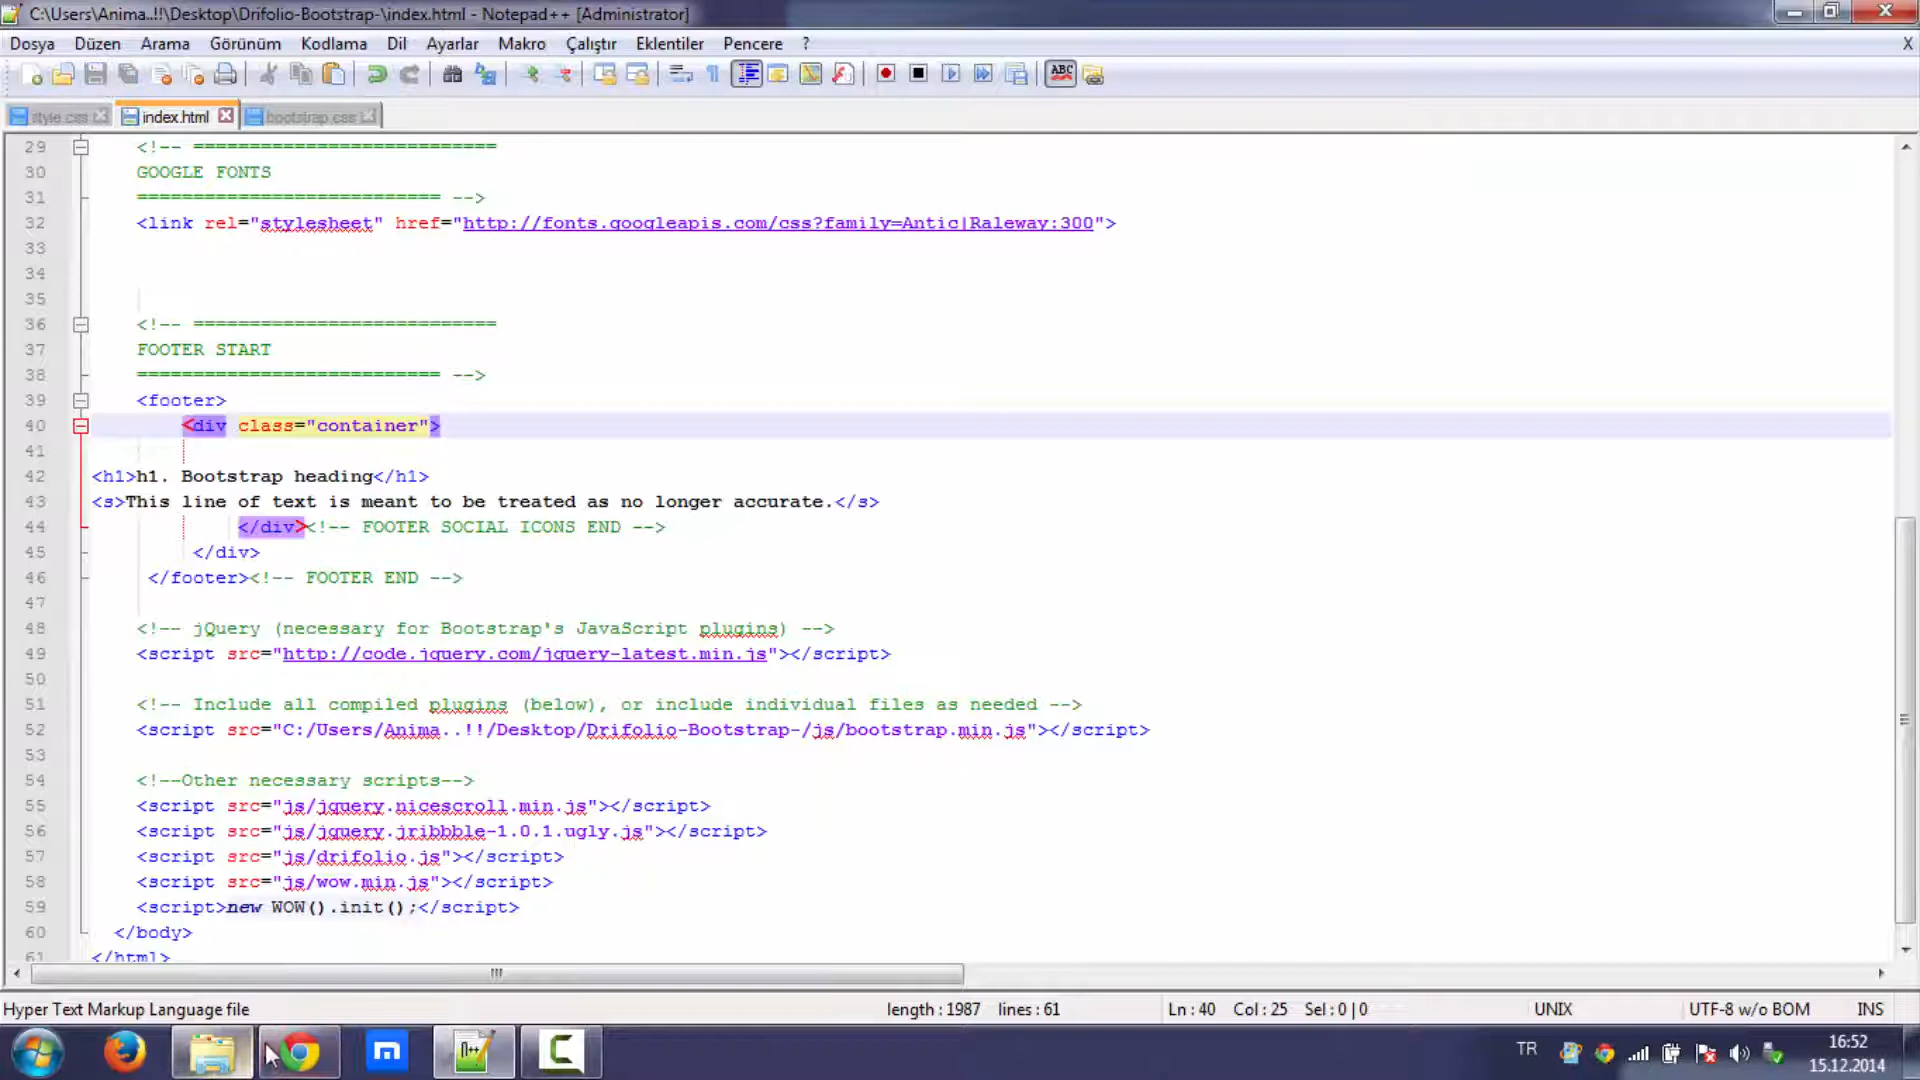 C:\Users\Anima..!!\Desktop\Drifolio-Bootstrap-\index.html - Notepad++ [Administrator]
Dosya Düzen Arama Görünüm Kodlama Dil Ayarlar Makro Çalıştır Eklentiler Pencere ? X
ABC
style.css index.html bootstrap.css
29 <!-- ===========================
30 GOOGLE FONTS
31 =========================== -->
32 <link rel="stylesheet" href="http://fonts.googleapis.com/css?family=Antic|Raleway:300">
33
34
35
36 <!-- ===========================
37 FOOTER START
38 =========================== -->
39 <footer>
40 <div class="container">
41
42 <h1>h1. Bootstrap heading</h1>
43 <s>This line of text is meant to be treated as no longer accurate.</s>
44 </div><!-- FOOTER SOCIAL ICONS END -->
45 </div>
46 </footer><!-- FOOTER END -->
47
48 <!-- jQuery (necessary for Bootstrap's JavaScript plugins) -->
49 <script src="http://code.jquery.com/jquery-latest.min.js"></script>
50
51 <!-- Include all compiled plugins (below), or include individual files as needed -->
52 <script src="C:/Users/Anima..!!/Desktop/Drifolio-Bootstrap-/js/bootstrap.min.js"></script>
53
54 <!--Other necessary scripts-->
55 <script src="js/jquery.nicescroll.min.js"></script>
56 <script src="js/jquery.jribbble-1.0.1.ugly.js"></script>
57 <script src="js/drifolio.js"></script>
58 <script src="js/wow.min.js"></script>
59 <script>new WOW().init();</script>
60 </body>
61 </html>
Hyper Text Markup Language file length : 1987 lines : 61 Ln : 40 Col : 25 Sel : 0 | 0 UNIX UTF-8 w/o BOM INS
TR 16:52
15.12.2014